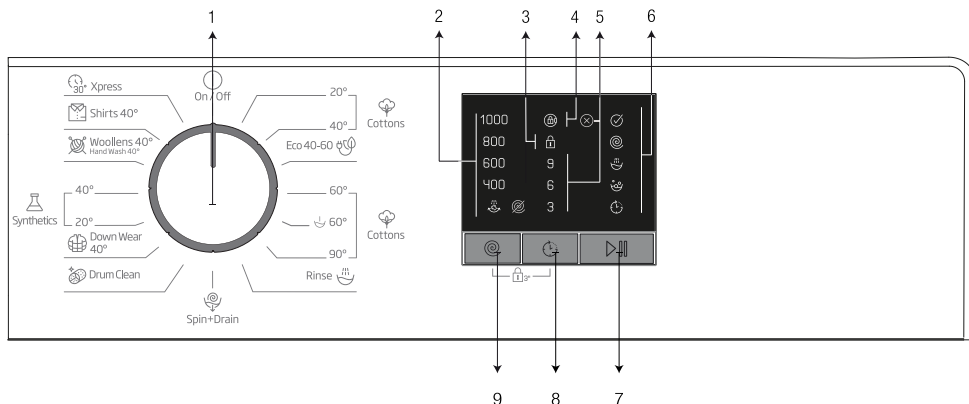 1
2
3
4
5
6
30° Xpress
On / Off
20°
Shirts 40°
40°
Cottons
Woollens 40°
Hand Wash 40°
Eco 40-60
40°
60°
Synthetics
20°
60°
Cottons
Down Wear
40°
90°
Drum Clean
Rinse
Spin+Drain
1000
800
600
9
400
6
3
3"
9
8
7